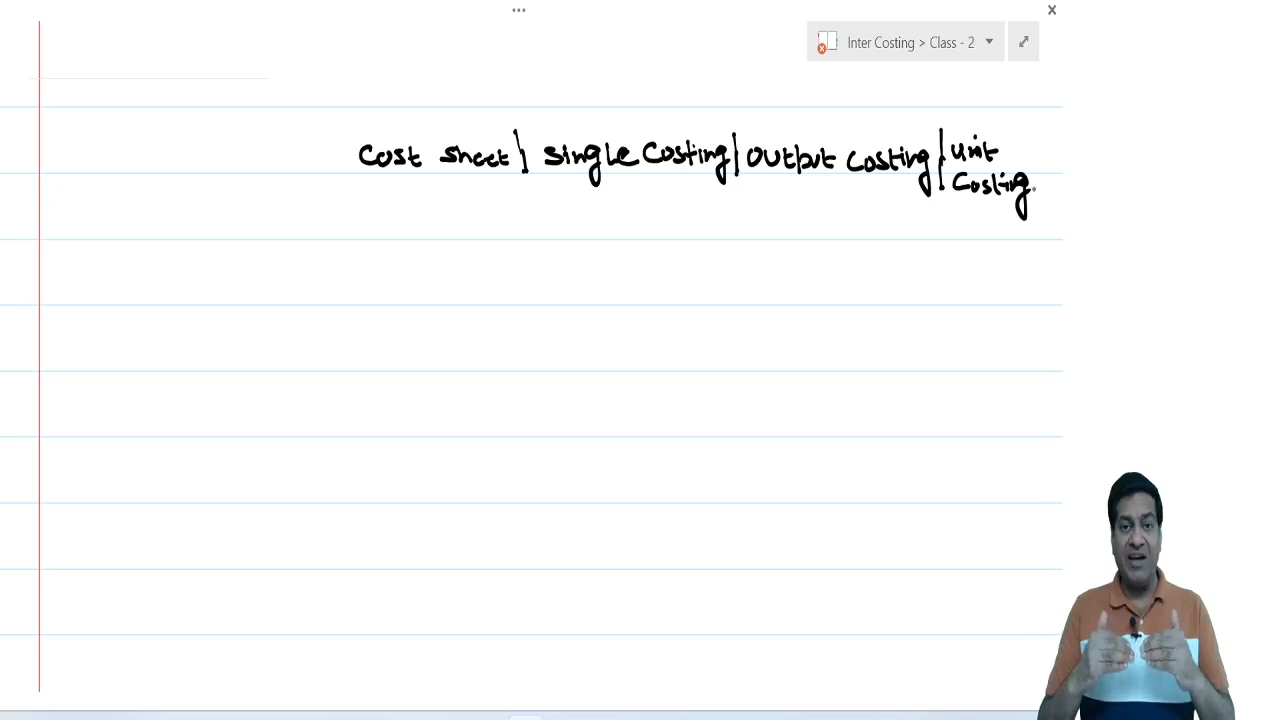 Inter Costing > Class - 2
Cost sheet | Single Costing | Output Costing | Unit
Costing